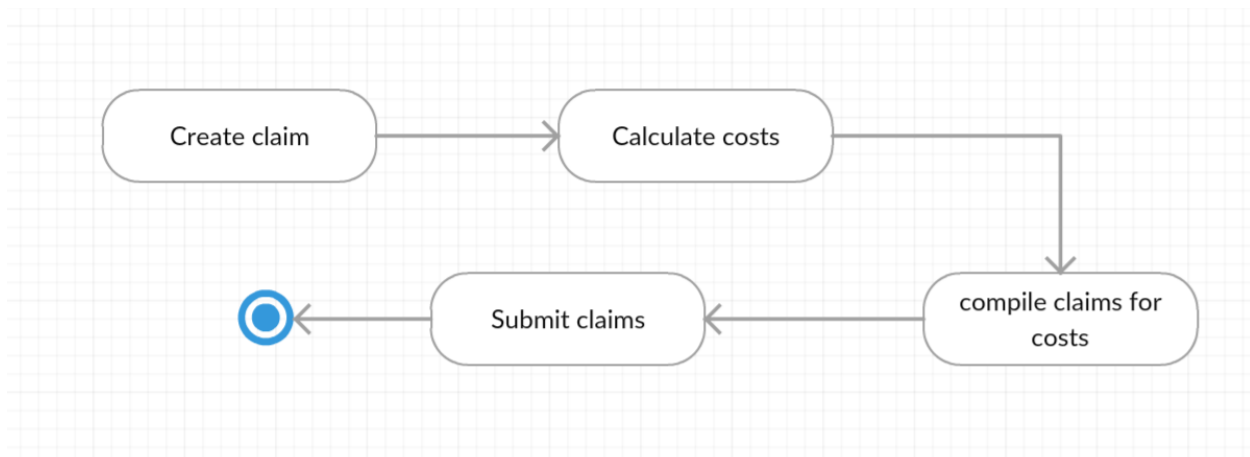 Create claim
Calculate costs
compile claims for
costs
Submit claims